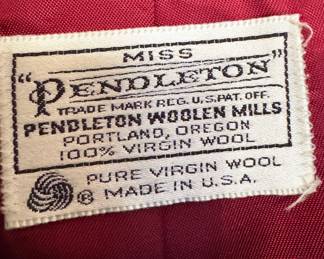 MISS
"PENDLETON"
TRADE MARK REG. U.S. PAT. OFF.
PENDLETON WOOLEN MILLS
PORTLAND, OREGON
100% VIRGIN WOOL
PURE VIRGIN WOOL
® MADE IN U.S.A.